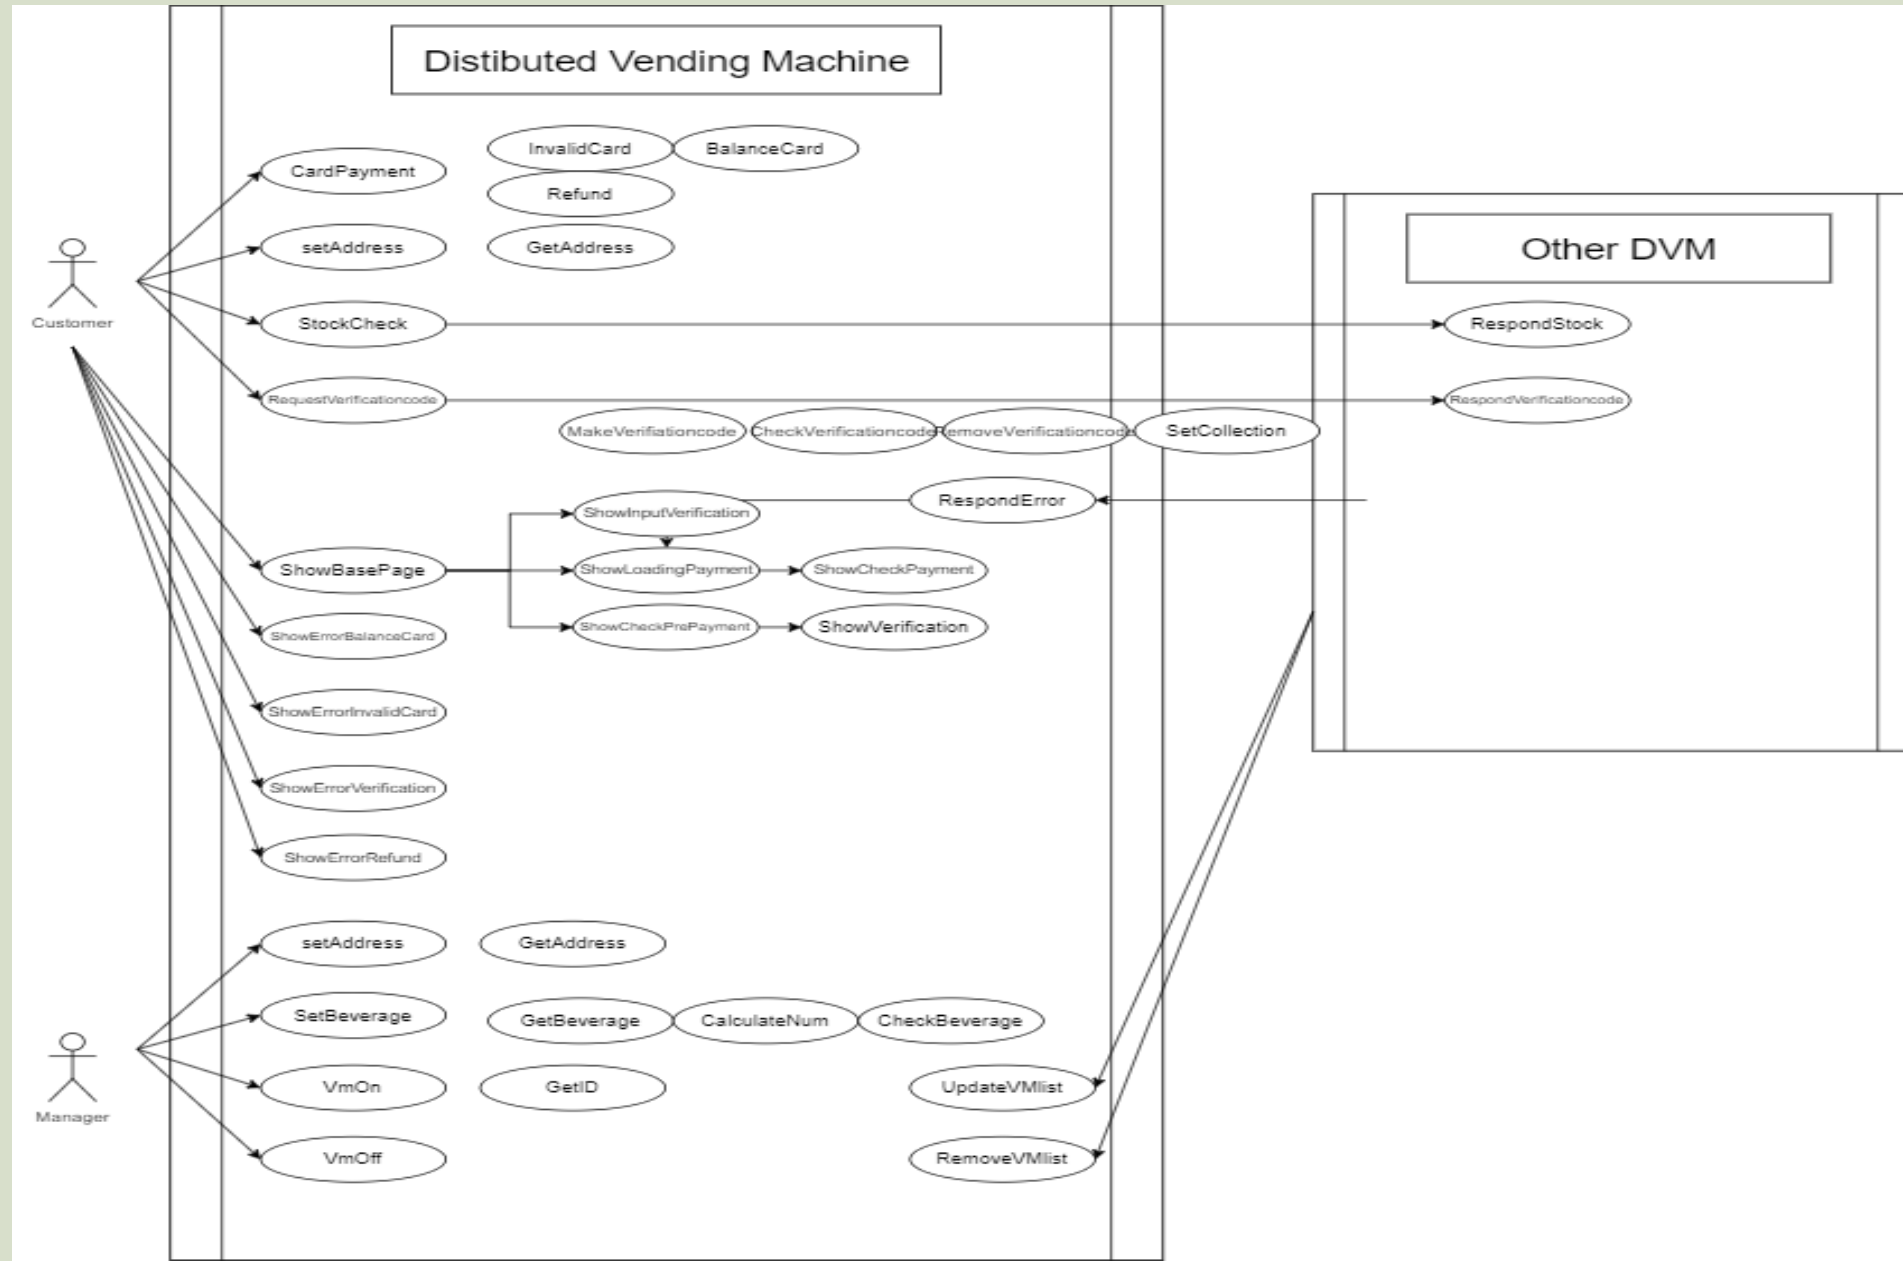 Distibuted Vending Machine
InvalidCard
BalanceCard
CardPayment
Refund
setAddress
GetAddress
Other DVM
Customer
StockCheck
RespondStock
RequestVerificationcode
RespondVerificationcode
MakeVerifiationcode
CheckVerificationcode
RemoveVerificationcode
SetCollection
RespondError
ShowInputVerification
ShowBasePage
ShowLoadingPayment
ShowCheckPayment
ShowCheckPrePayment
ShowVerification
ShowErrorBalanceCard
ShowErrorInvalidCard
ShowErrorVerification
ShowErrorRefund
setAddress
GetAddress
SetBeverage
GetBeverage
CalculateNum
CheckBeverage
VmOn
GetID
UpdateVMlist
Manager
VmOff
RemoveVMlist